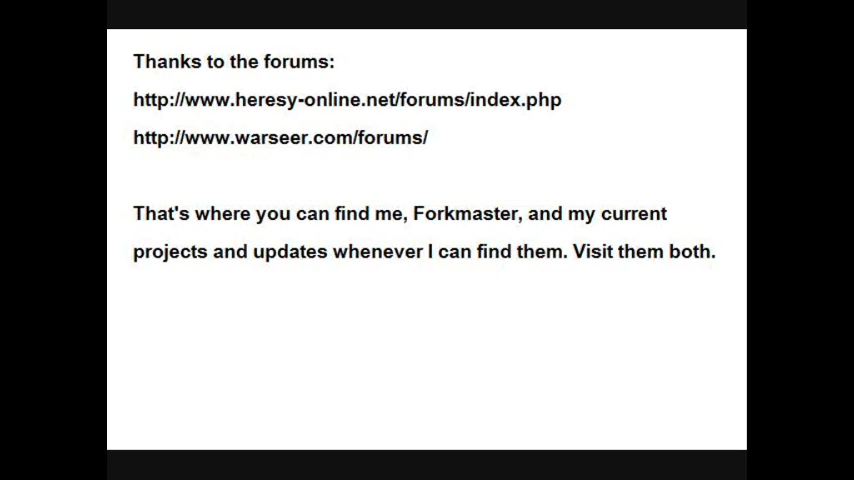 Thanks to the forums:
http://www.heresy-online.net/forums/index.php
http://www.warseer.com/forums/
That's where you can find me, Forkmaster, and my current
projects and updates whenever I can find them. Visit them both.